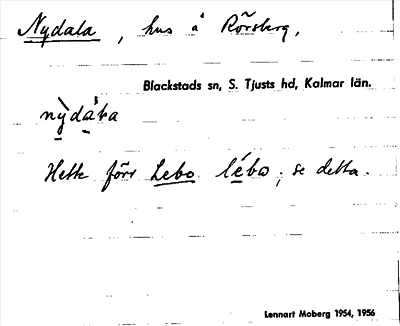 Nydala, hus å Rörsberg,
Blackstads sn, S. Tjusts hd, Kalmar län.
Hette förr Lebo lébo; se detta.
Lennart Moberg 1954, 1956